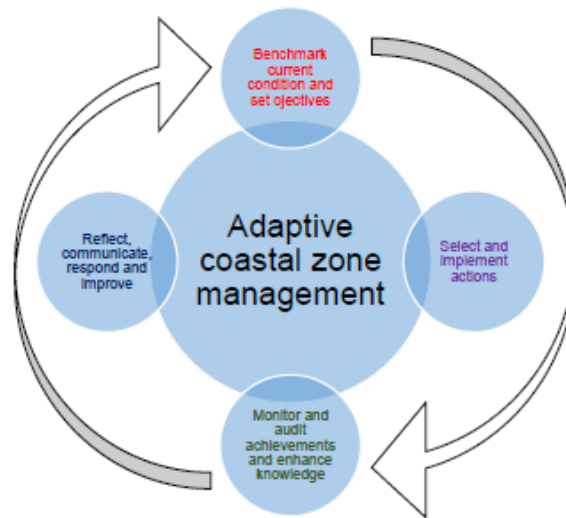 Benchmark
current
condition and
set ojectives
Adaptive
coastal zone
management
Reflect,
communicate,
respond and
improve
Select and
implement
actions
Monitor and
audit
achievements
and enhance
knowledge